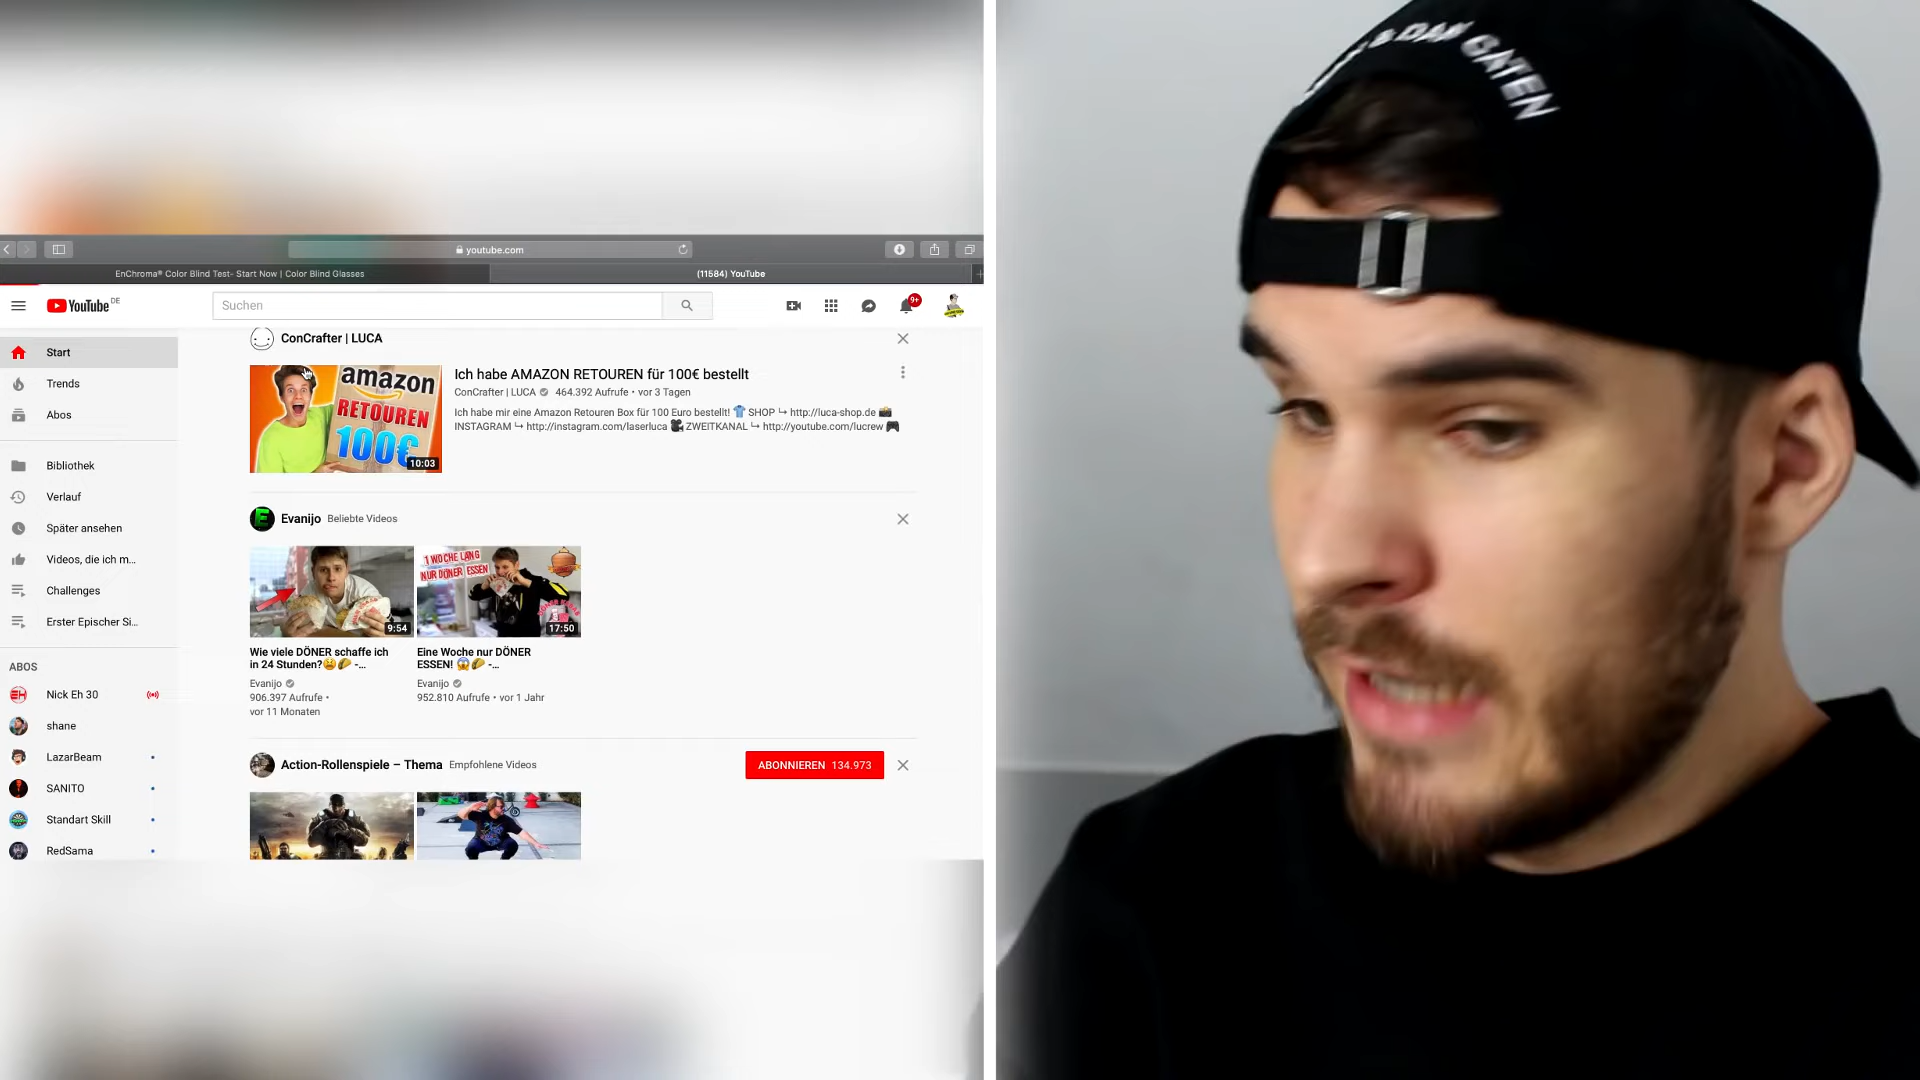 youtube.com
EnChroma® Color Blind Test- Start Now | Color Blind Glasses
(11584) YouTube
YouTube DE
Suchen
9+
Start
Trends
Abos
Bibliothek
Verlauf
Später ansehen
Videos, die ich m...
Challenges
Erster Epischer Si...
ABOS
Nick Eh 30
shane
LazarBeam
SANITO
Standart Skill
RedSama
ConCrafter | LUCA
amazon
RETOUREN
100€
10:03
Ich habe AMAZON RETOUREN für 100€ bestellt
ConCrafter | LUCA 464.392 Aufrufe • vor 3 Tagen
Ich habe mir eine Amazon Retouren Box für 100 Euro bestellt! 👕 SHOP ↪ http://luca-shop.de 📸
INSTAGRAM ↪ http://instagram.com/laserluca 🎥 ZWEITKANAL ↪ http://youtube.com/lucrew 🎮
Evanijo Beliebte Videos
9:54
1 WOCHE LANG
NUR DÖNER ESSEN
17:50
Wie viele DÖNER schaffe ich
in 24 Stunden?😫🌮 -...
Evanijo
906.397 Aufrufe •
vor 11 Monaten
Eine Woche nur DÖNER
ESSEN! 😱🌮 -...
Evanijo
952.810 Aufrufe • vor 1 Jahr
Action-Rollenspiele – Thema Empfohlene Videos
ABONNIEREN 134.973
& DAK GATEN